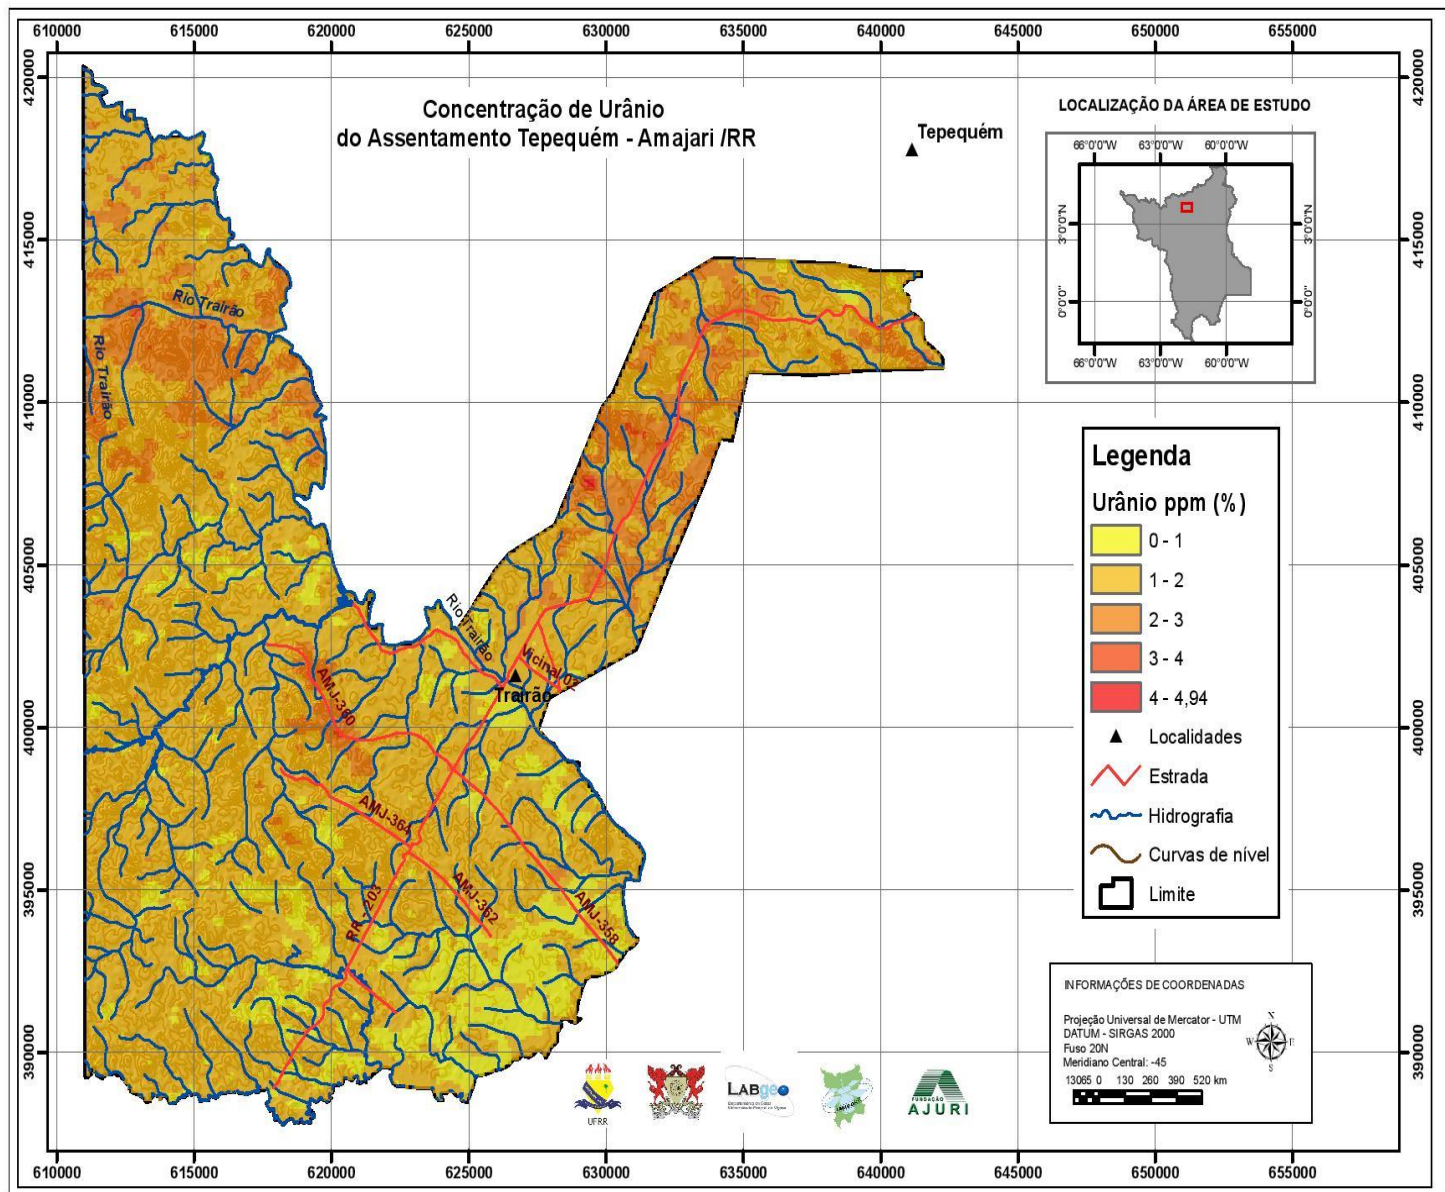 610000 615000 620000 625000 630000 635000 640000 645000 650000 655000
420000 420000
415000 415000
410000 410000
405000 405000
400000 400000
395000 395000
390000 390000
Concentração de Urânio
do Assentamento Tepequém - Amajari /RR
Tepequém
LOCALIZAÇÃO DA ÁREA DE ESTUDO
66°0'0"W 63°0'0"W 60°0'0"W
3°0'0"N 3°0'0"N
0°0'0" 0°0'0"
66°0'0"W 63°0'0"W 60°0'0"W
Rio Trairão
Rio Trairão
Rio Trairão
Vicinal 02
Trairão
AMJ-360
AMJ-364
AMJ-362
AMJ-358
RR - 203
Legenda
Urânio ppm (%)
0 - 1
1 - 2
2 - 3
3 - 4
4 - 4,94
Localidades
Estrada
Hidrografia
Curvas de nível
Limite
INFORMAÇÕES DE COORDENADAS
Projeção Universal de Mercator - UTM
DATUM - SIRGAS 2000
Fuso 20N
Meridiano Central: -45
13065 0 130 260 390 520 km
N
W E
S
UFRR
LABgeo
FUNDAÇÃO
AJURI
610000 615000 620000 625000 630000 635000 640000 645000 650000 655000